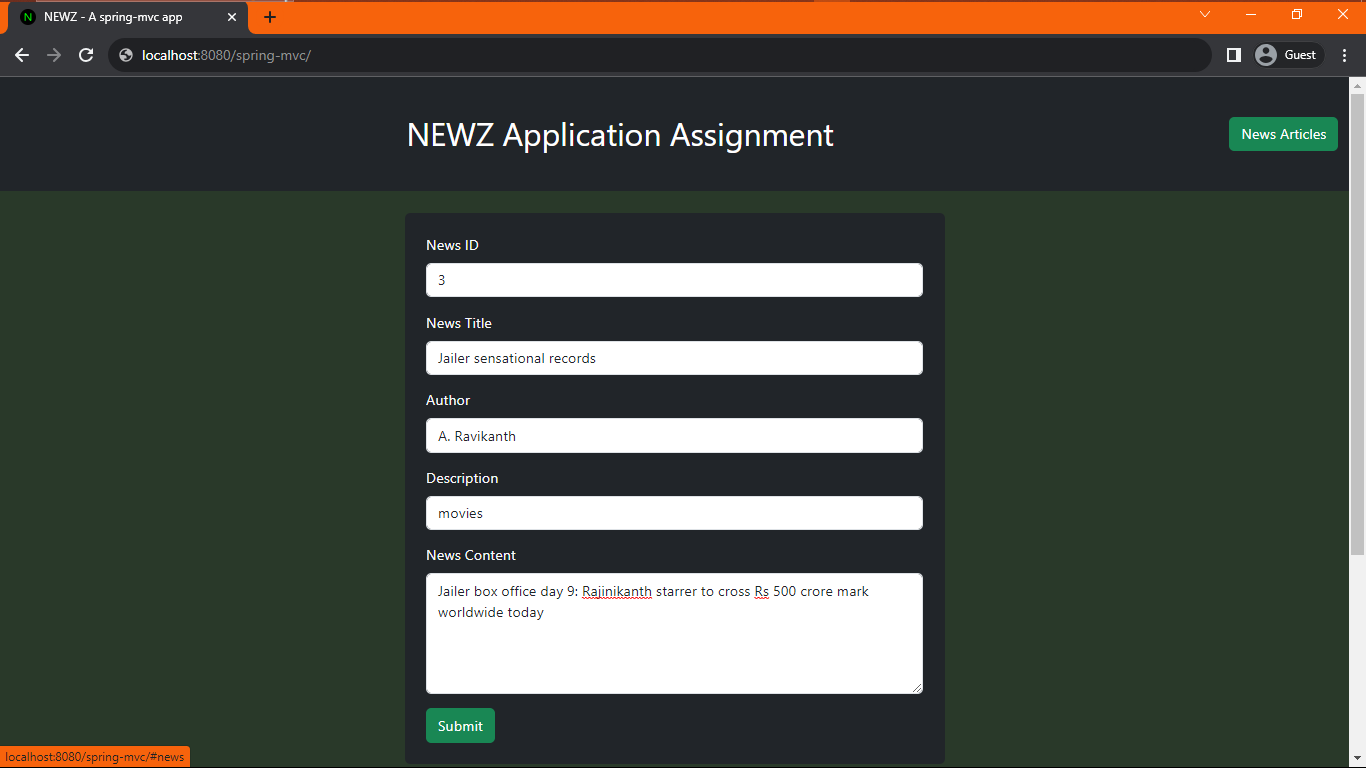 NEWZ - A spring-mvc app
localhost:8080/spring-mvc/
Guest
NEWZ Application Assignment
News Articles
News ID
3
News Title
Jailer sensational records
Author
A. Ravikanth
Description
movies
News Content
Jailer box office day 9: Rajinikanth starrer to cross Rs 500 crore mark
worldwide today
Submit
localhost:8080/spring-mvc/#news